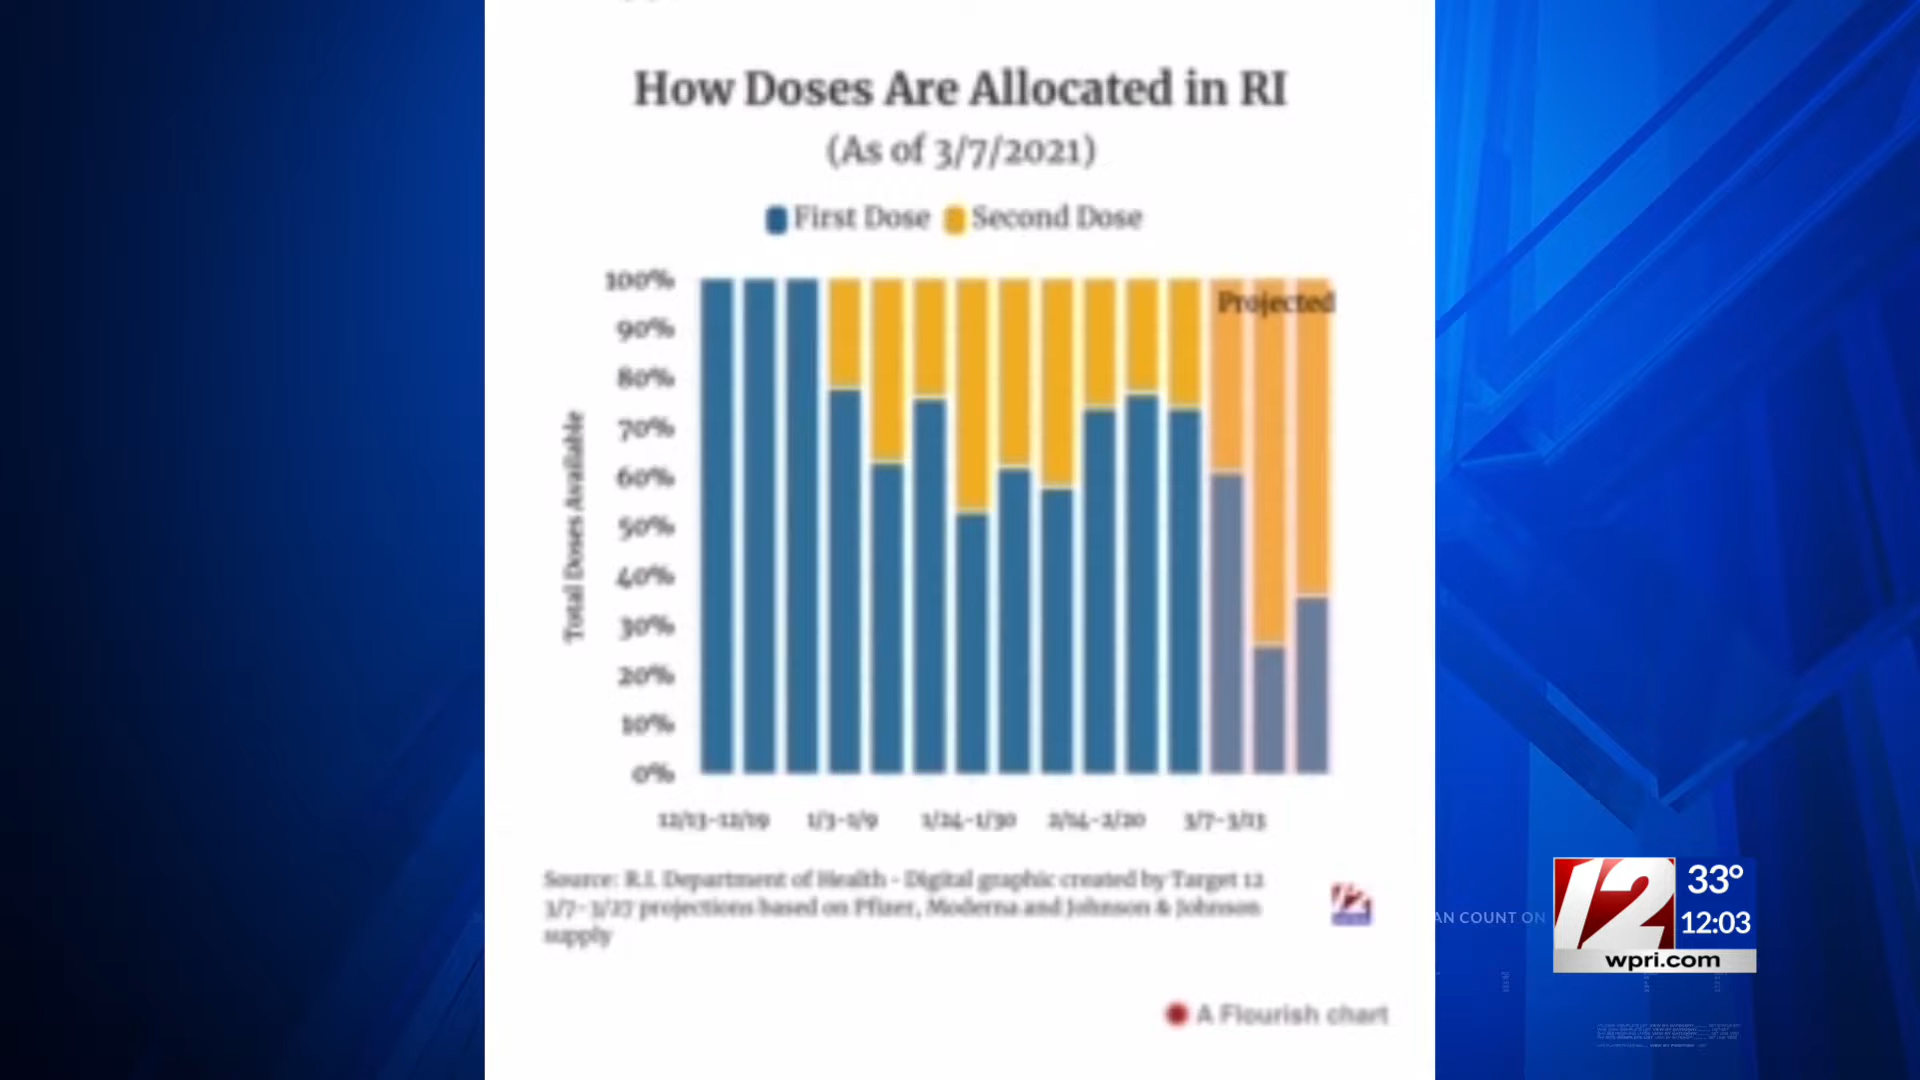 How Doses Are Allocated in RI
(As of 3/7/2021)
First Dose Second Dose
100%
Projected
90%
80%
70%
60%
50%
40%
30%
20%
10%
0%
Total Doses Available
12/13-12/19 1/3-1/9 1/24-1/30 2/14-2/20 3/7-3/13
Source: R.I. Department of Health - Digital graphic created by Target 12
3/7-3/27 projections based on Pfizer, Moderna and Johnson & Johnson
supply
A Flourish chart
AN COUNT ON
12
33°
12:03
wpri.com